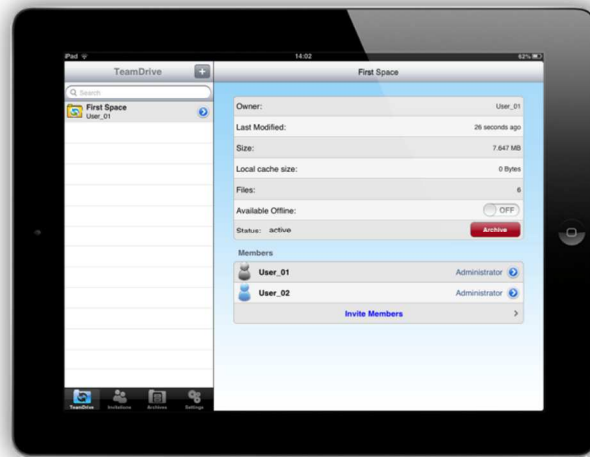 iPad 14:02 62%
TeamDrive + First Space
Search
First Space
User_01
Owner: User_01
Last Modified: 26 seconds ago
Size: 7.647 MB
Local cache size: 0 Bytes
Files: 6
Available Offline: OFF
Status: active Archive
Members
User_01 Administrator
User_02 Administrator
Invite Members
TeamDrive Invitations Archives Settings